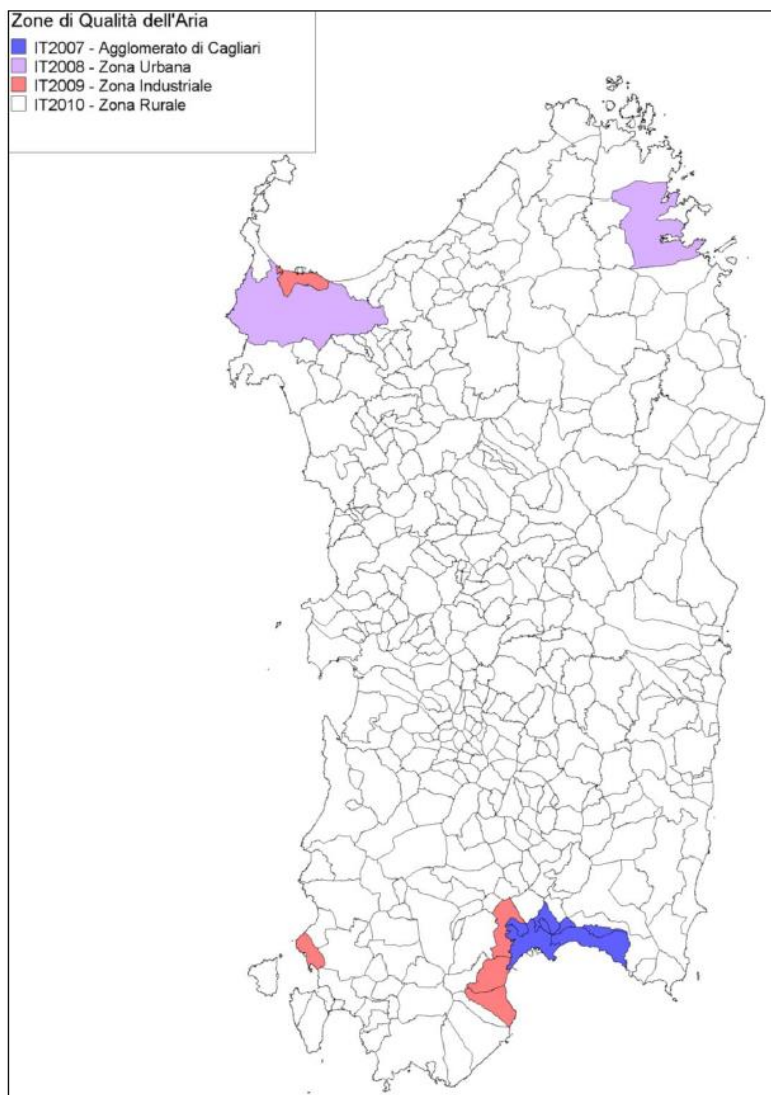 Zone di Qualità dell'Aria
IT2007 - Agglomerato di Cagliari
IT2008 - Zona Urbana
IT2009 - Zona Industriale
IT2010 - Zona Rurale